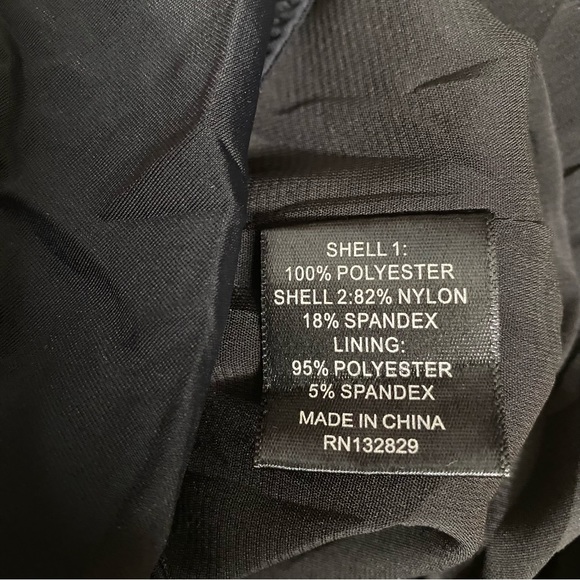 SHELL 1:
100% POLYESTER
SHELL 2:82% NYLON
18% SPANDEX
LINING:
95% POLYESTER
5% SPANDEX
MADE IN CHINA
RN132829